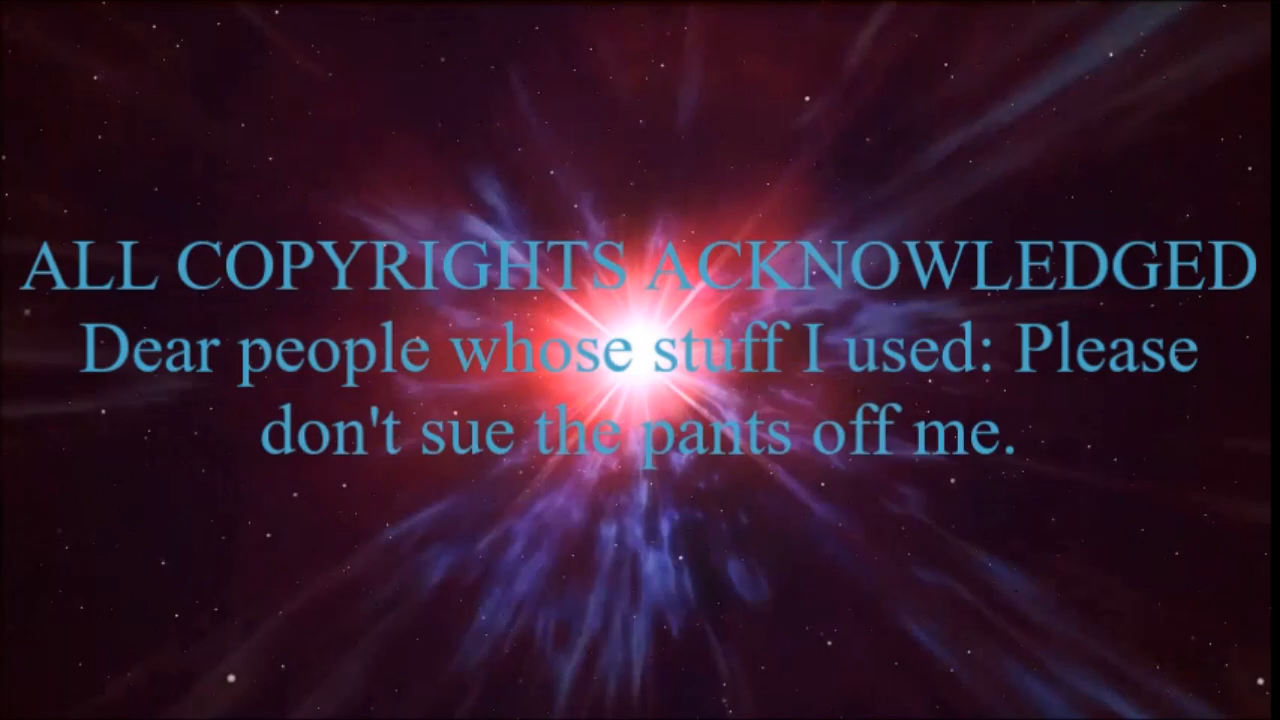 ALL COPYRIGHTS ACKNOWLEDGED
Dear people whose stuff I used: Please
don't sue the pants off me.